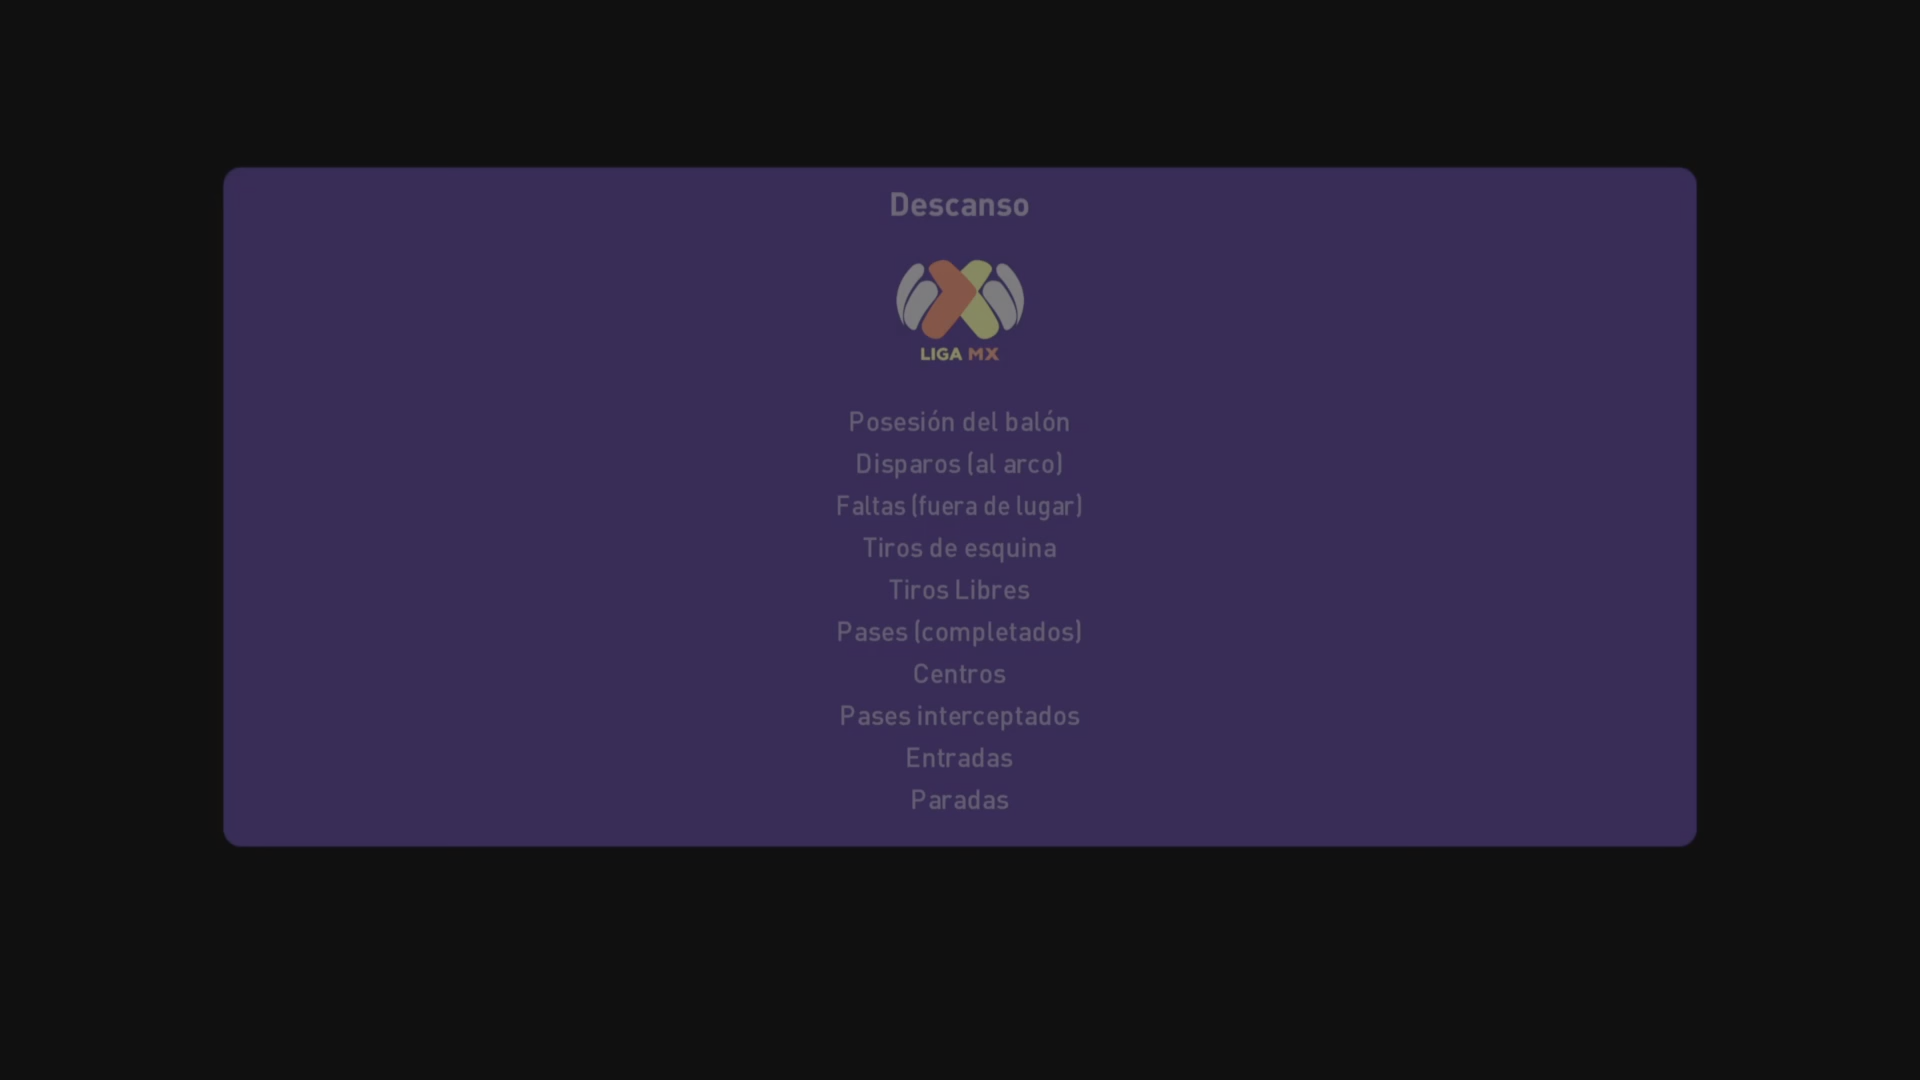 Descanso
LIGA MX
Posesión del balón
Disparos (al arco)
Faltas (fuera de lugar)
Tiros de esquina
Tiros Libres
Pases (completados)
Centros
Pases interceptados
Entradas
Paradas